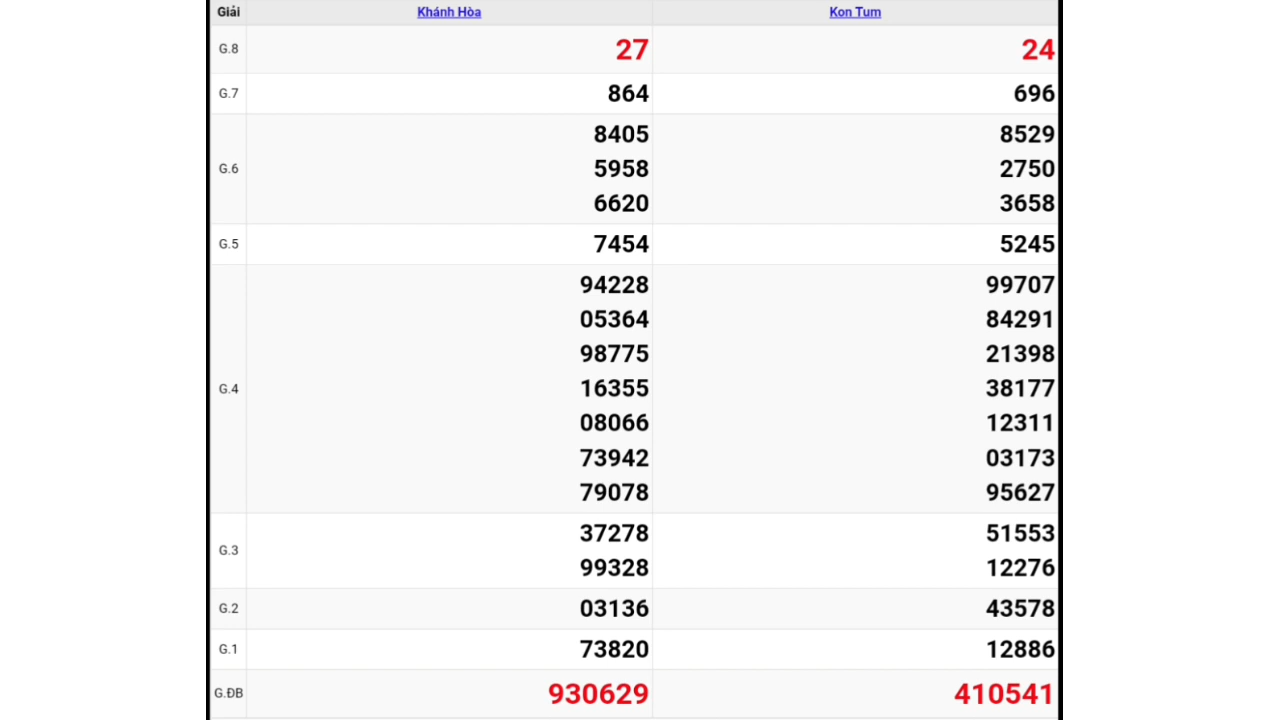 Giải Khánh Hòa Kon Tum
G.8 27 24
G.7 864 696
8405 8529
G.6 5958 2750
6620 3658
G.5 7454 5245
94228 99707
05364 84291
98775 21398
G.4 16355 38177
08066 12311
73942 03173
79078 95627
37278 51553
G.3
99328 12276
G.2 03136 43578
G.1 73820 12886
G.ĐB 930629 410541